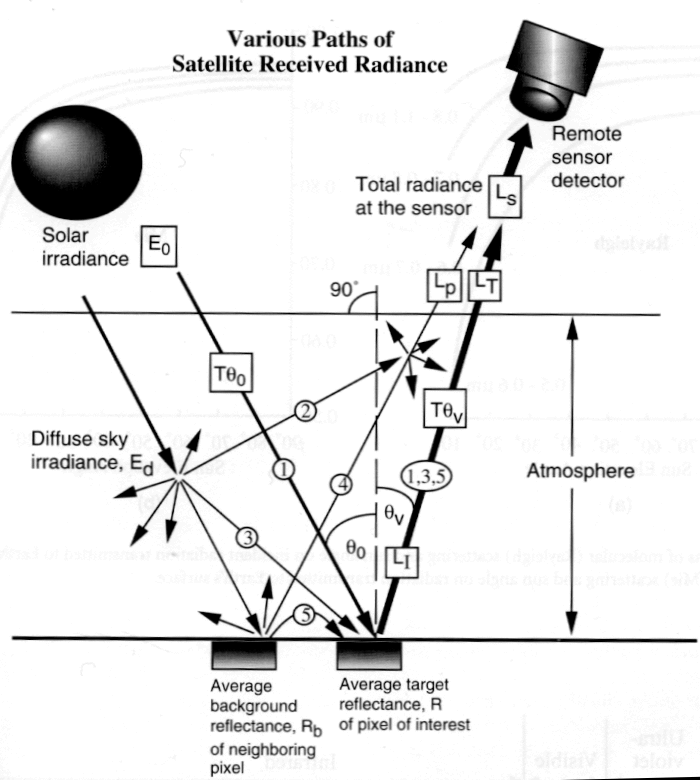 Various Paths of
Satellite Received Radiance
Remote
sensor
detector
Total radiance
at the sensor
Ls
Solar
irradiance
E0
Lp
LT
90°
Tθ0
2
Tθv
Diffuse sky
irradiance, Ed
1
4
1,3,5
Atmosphere
3
θ0
θv
LI
5
Average
background
reflectance, Rb
of neighboring
pixel
Average target
reflectance, R
of pixel of interest